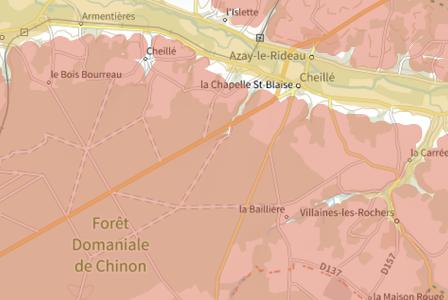 l'Islette
Armentières
Cheillé
Azay-le-Rideau
le Bois Bourreau
la Chapelle St-Blaise
Cheillé
la Carrée
la Baillière
Villaines-les-Rochers
Forêt
Domaniale
de Chinon
D137
D157
la Maison Rouge